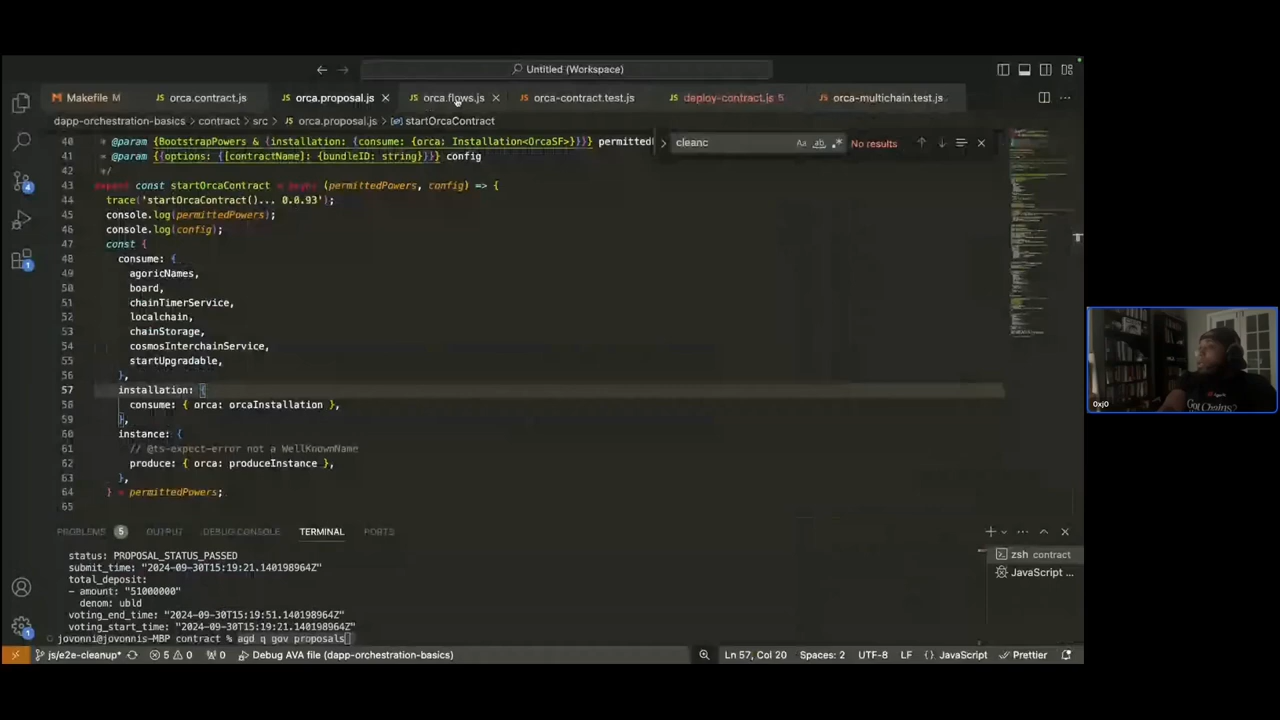 Untitled (Workspace)
Makefile M
orca.contract.js
orca.proposal.js
orca.flows.js
orca-contract.test.js
deploy-contract.js 5
orca-multichain.test.js
dapp-orchestration-basics > contract > src > orca.proposal.js > startOrcaContract
cleanc
Aa ab No results
40 * @param {BootstrapPowers & {installation: {consume: {orca: Installation<OrcaSF>}}}} permitted
41 * @param {{options: {[contractName]: {bundleID: string}}}} config
42 */
43 export const startOrcaContract = async (permittedPowers, config) => {
44 trace('startOrcaContract()... 0.0.93');
45 console.log(permittedPowers);
46 console.log(config);
47 const {
48 consume: {
49 agoricNames,
50 board,
51 chainTimerService,
52 localchain,
53 chainStorage,
54 cosmosInterchainService,
55 startUpgradable,
56 },
57 installation: {
58 consume: { orca: orcaInstallation },
59 },
60 instance: {
61 // @ts-expect-error not a WellKnownName
62 produce: { orca: produceInstance },
63 },
64 } = permittedPowers;
65
PROBLEMS 5 OUTPUT DEBUG CONSOLE TERMINAL PORTS
status: PROPOSAL_STATUS_PASSED
submit_time: "2024-09-30T15:19:21.140198964Z"
total_deposit:
- amount: "51000000"
denom: ubld
voting_end_time: "2024-09-30T15:19:51.140198964Z"
voting_start_time: "2024-09-30T15:19:21.140198964Z"
jovonni@jovonnis-MBP contract % agd q gov proposals
zsh contract
JavaScript ...
4
1
1
js/e2e-cleanup* 5 0 0 Debug AVA file (dapp-orchestration-basics) Ln 57, Col 20 Spaces: 2 UTF-8 LF {} JavaScript Prettier
Got Chains?
0xj0